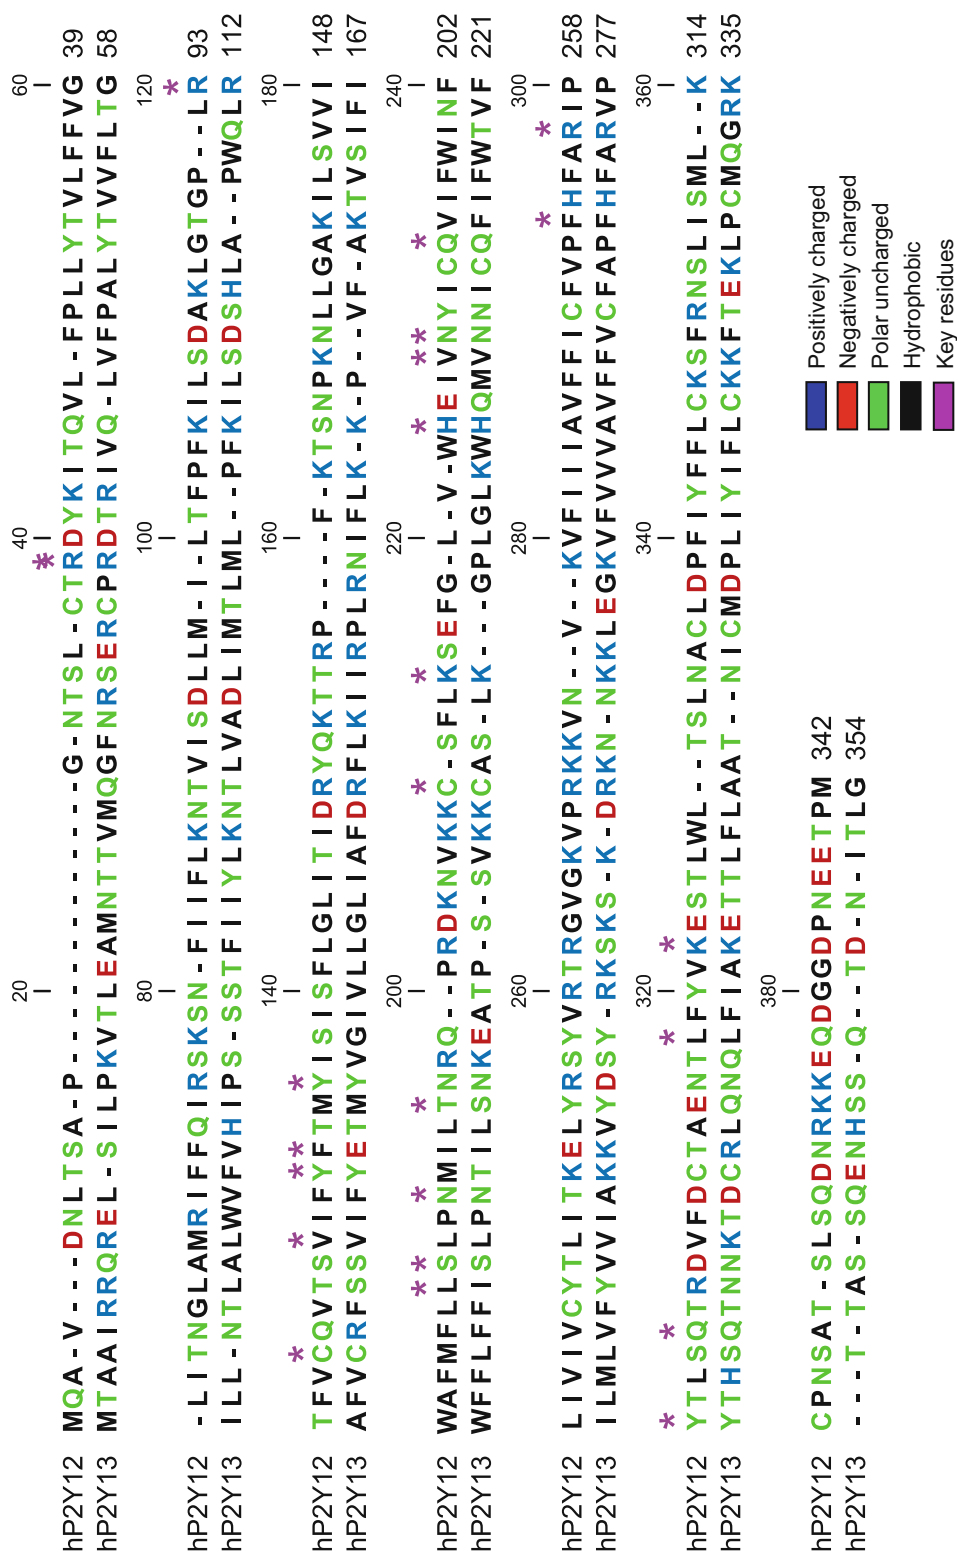 20 40 60
* *
hP2Y12 MQA-V---DNLTSA-P-------------G-NTSL-CTRDYKITQVL-FPLLYTVLFFVG 39
hP2Y13 MTAAIRRQREL-SILPKVTLEAMNTTVMQGFNRSERCPRDTRIVQ-LVFPALYTVVFLTG 58
80 100 120
*
hP2Y12 -LITNGLAMRIFFQIRSKSN-FIIFLKNTVISDLLM-I-LTFPFKILSDAKLGTGP--LR 93
hP2Y13 ILL-NTLALWVFVHIPS-SSTFIIYLKNTLVADLIMTLML--PFKILSDSHLA--PWQLR 112
140 160 180
* * * * *
hP2Y12 TFVCQVTSVIFYFTMYISISFLGLITIDRYQKTTRP----F-KTSNPKNLLGAKILSVVI 148
hP2Y13 AFVCRFSSVIFYETMYVGIVLLGLIAFDRFLKIIRPLRNIFLK-K-P--VF-AKTVSIFI 167
200 220 240
* * * * * * * * * *
hP2Y12 WAFMFLLSLPNMILTNRQ--PRDKNVKKC-SFLKSEFG-L-V-WHEIVNYICQVIFWINF 202
hP2Y13 WFFLFFISLPNTILSNKEATP-S-SVKKCAS-LK---GPLGLKWHQMVNNICQFIFWTVF 221
260 280 300
* *
hP2Y12 LIVIVCYTLITKELYRSYVRTRGVGKVPRKKVN--V--KVFIIIAVFFICFVPFHFARIP 258
hP2Y13 ILMLVFYVVIAKKVYDSY-RKSKS-K-DRKN-NKKLEGKVFVVVAVFFVCFAPFHFARVP 277
320 340 360
* * * *
hP2Y12 YTLSQTRDVFDCTAENTLFYVKESTLWL--TSLNACLDPFIYFFLCKSFRNSLISML--K 314
hP2Y13 YTHSQTNNKTDCRLQNQLFIAKETTLFLAAT--NICMDPLIYIFLCKKFTEKLPCMQGRK 335
380
hP2Y12 CPNSAT-SLSQDNRKKEQDGGDPNEETPM 342
hP2Y13 ---T-TAS-SQENHSS-Q--TD-N-ITLG 354
Positively charged
Negatively charged
Polar uncharged
Hydrophobic
Key residues